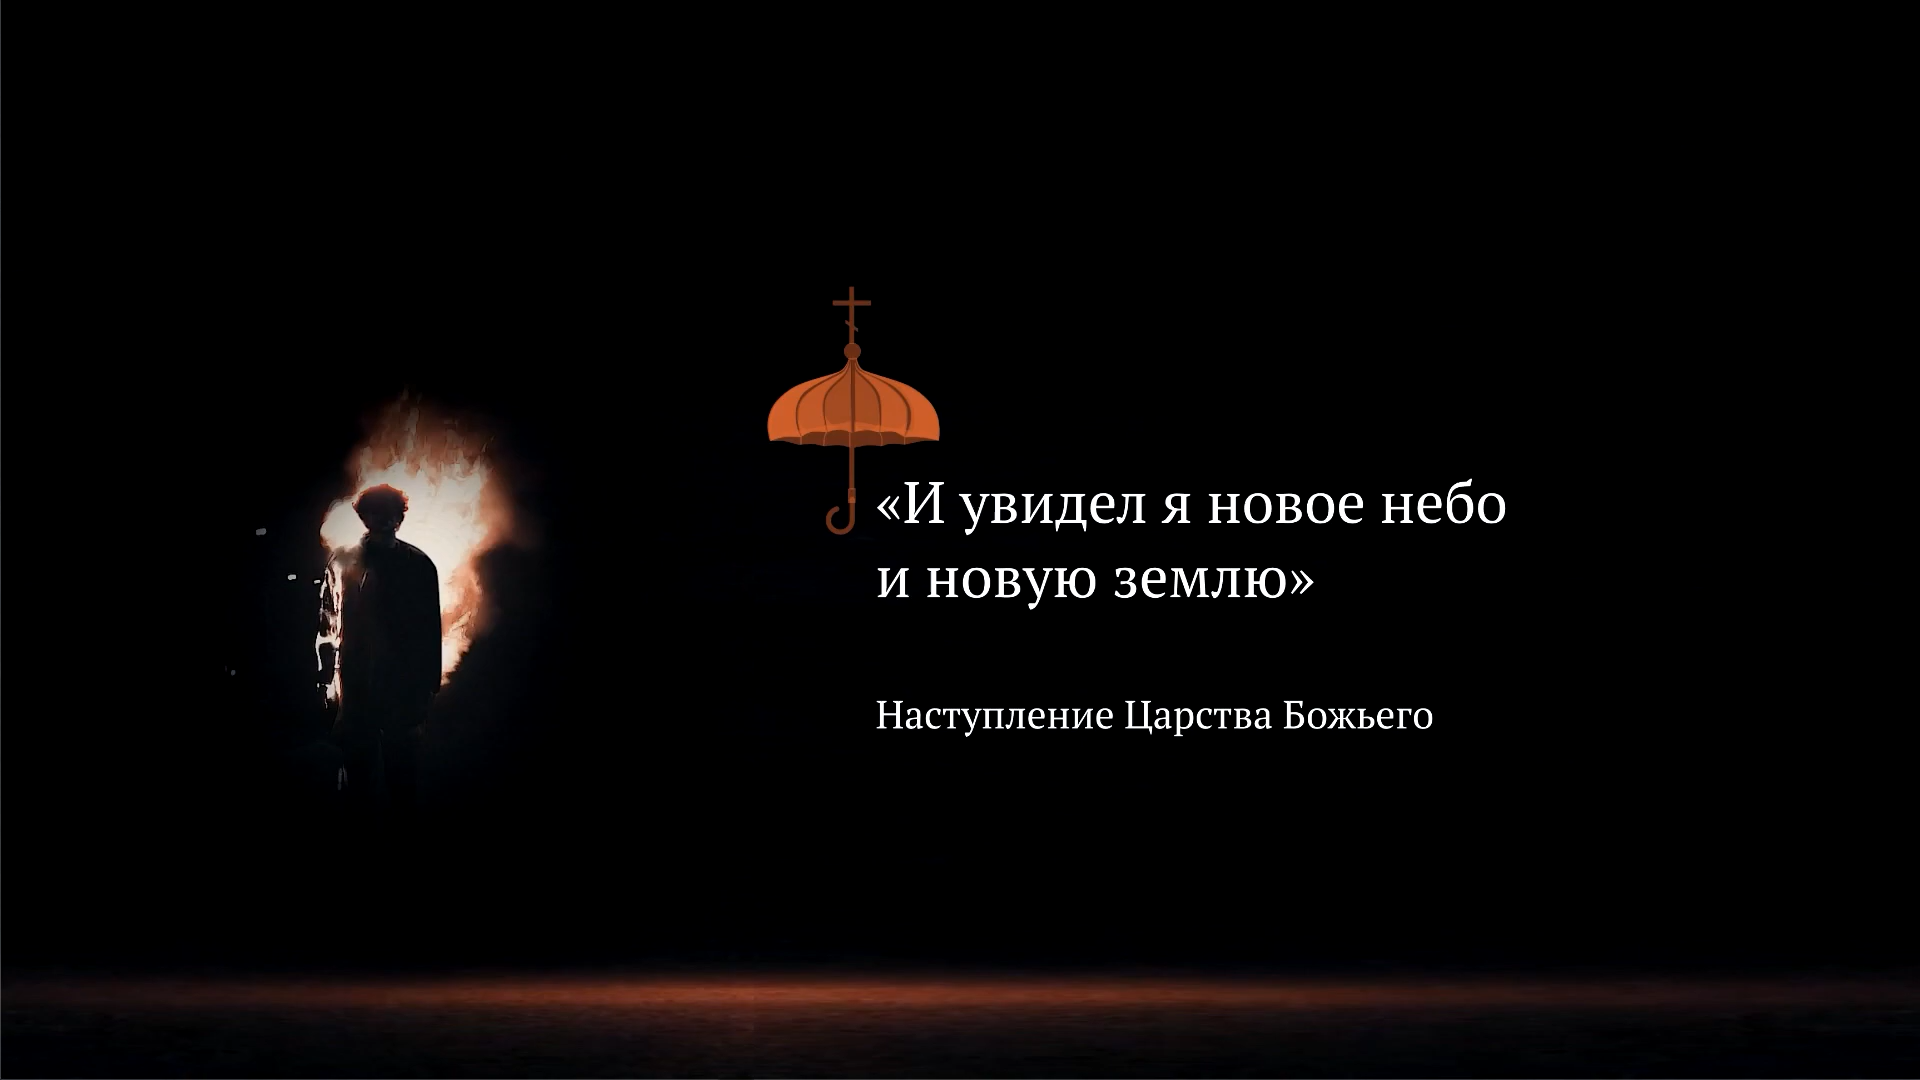 «И увидел я новое небо
и новую землю»
Наступление Царства Божьего